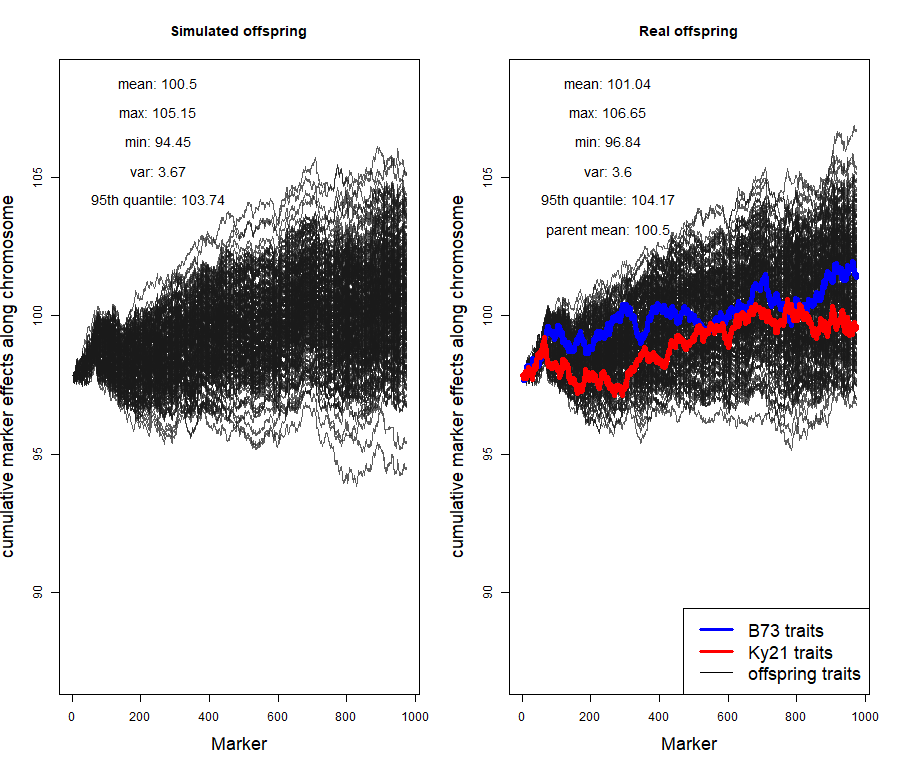 Simulated offspring
mean: 100.5
max: 105.15
min: 94.45
var: 3.67
95th quantile: 103.74
cumulative marker effects along chromosome
105
100
95
90
0 200 400 600 800 1000
Marker
Real offspring
mean: 101.04
max: 106.65
min: 96.84
var: 3.6
95th quantile: 104.17
parent mean: 100.5
cumulative marker effects along chromosome
105
100
95
90
B73 traits
Ky21 traits
offspring traits
0 200 400 600 800 1000
Marker